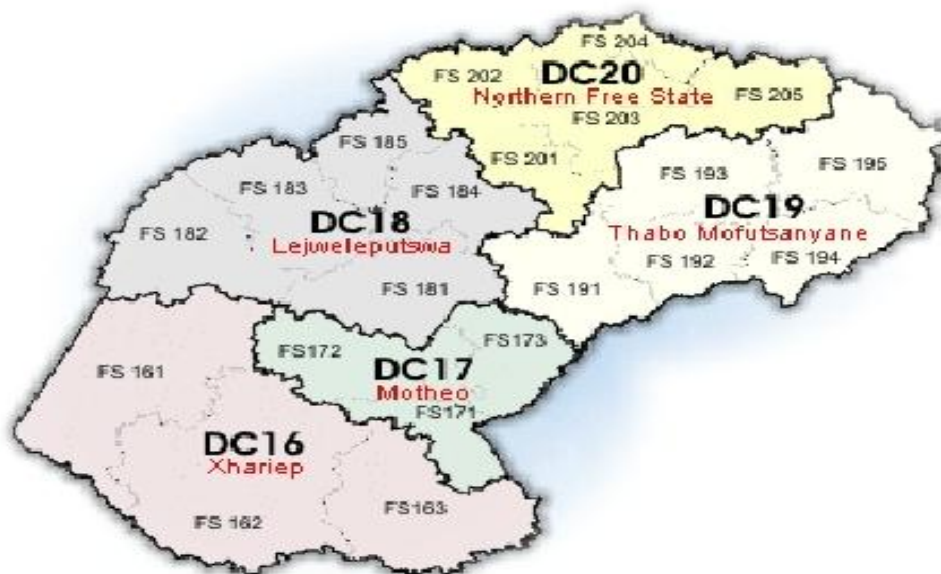 FS 204
FS 202
DC20
Northern Free State
FS 205
FS 203
FS 201
FS 185
FS 183
FS 184
DC18
Lejweleputswa
FS 182
FS 181
FS 193
FS 195
DC19
Thabo Mofutsanyane
FS 192
FS 194
FS 191
FS172
FS173
DC17
Motheo
FS171
FS 161
DC16
Xhariep
FS 162
FS163